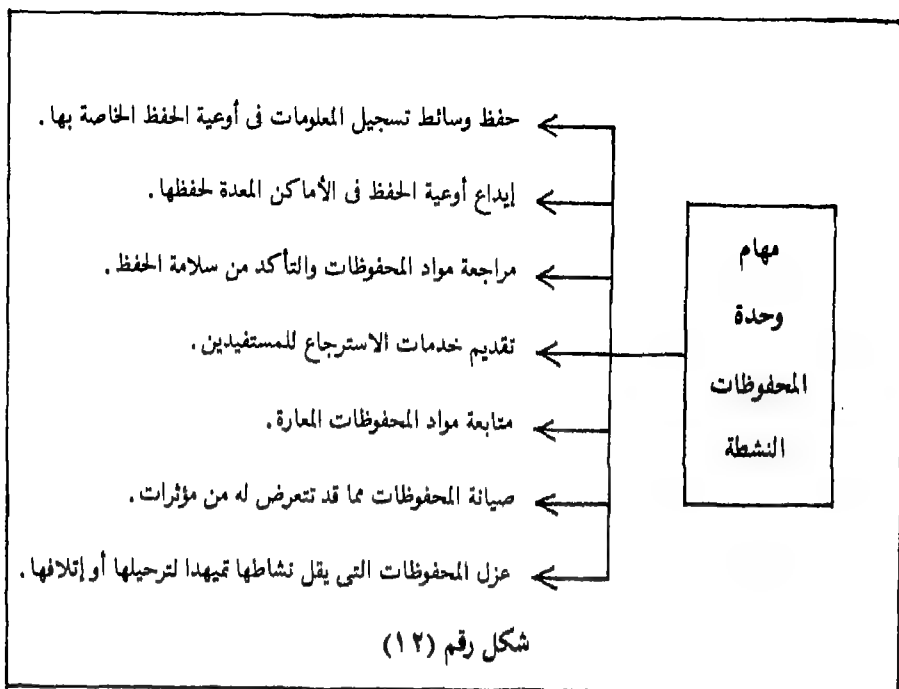 حفظ وسائط تسجيل المعلومات فى أوعية الحفظ الخاصة بها .
إيداع أوعية الحفظ فى الأماكن المعدة لحفظها .
مراجعة مواد المحفوظات والتأكد من سلامة الحفظ .
تقديم خدمات الاسترجاع للمستفيدين .
متابعة مواد المحفوظات المعارة .
صيانة المحفوظات مما قد تتعرض له من مؤثرات .
عزل المحفوظات التى يقل نشاطها تمهيدا لترحيلها أو إتلافها .
مهام
وحدة
المحفوظات
النشطة
شكل رقم (١٢)